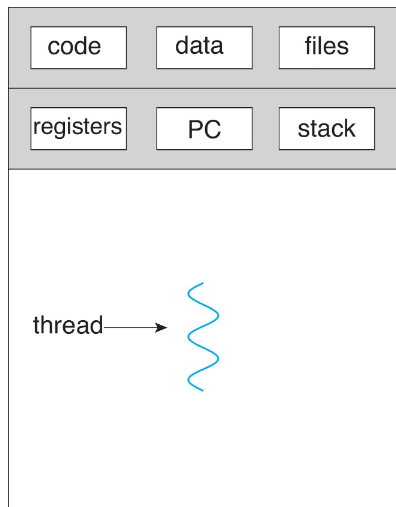 code data files
registers PC stack
thread